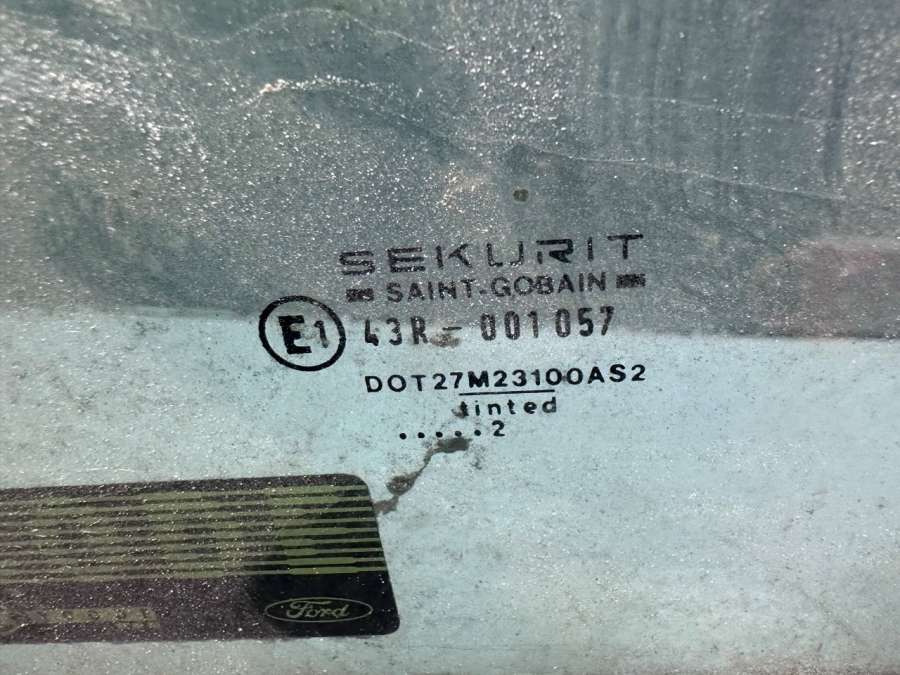 SEKURIT
SAINT-GOBAIN
E1 43R - 001057
DOT27M23100AS2
tinted
.....2
Ford